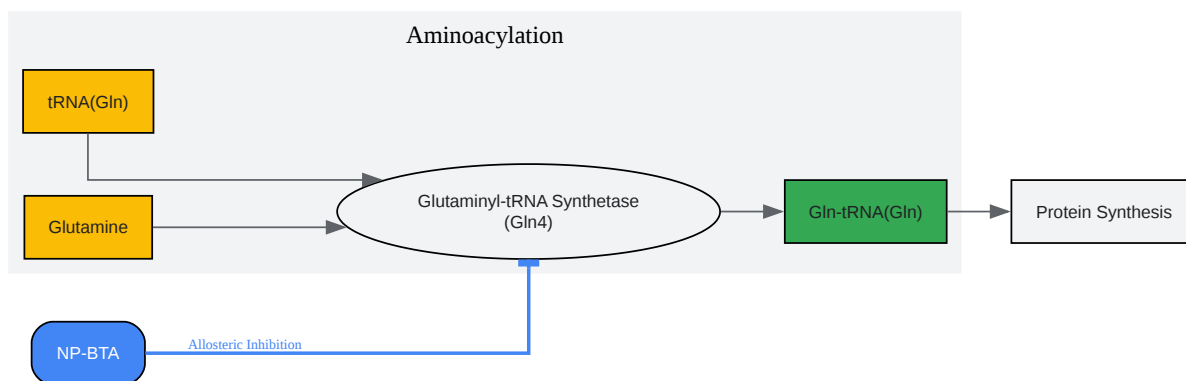 Aminoacylation
tRNA(Gln)
Glutamine
Glutaminyl-tRNA Synthetase
(Gln4)
Gln-tRNA(Gln)
Protein Synthesis
NP-BTA
Allosteric Inhibition